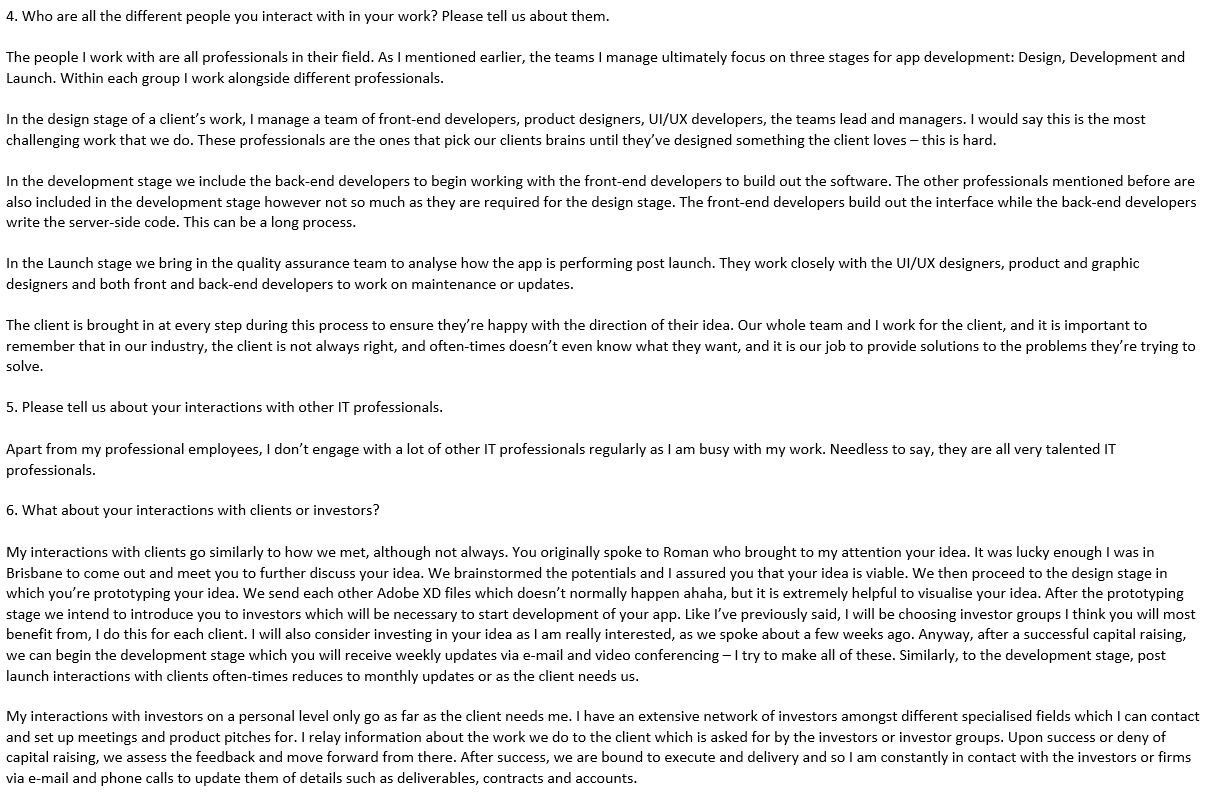 4. Who are all the different people you interact with in your work? Please tell us about them.
The people I work with are all professionals in their field. As I mentioned earlier, the teams I manage ultimately focus on three stages for app development: Design, Development and
Launch. Within each group I work alongside different professionals.
In the design stage of a client’s work, I manage a team of front-end developers, product designers, UI/UX developers, the teams lead and managers. I would say this is the most
challenging work that we do. These professionals are the ones that pick our clients brains until they’ve designed something the client loves – this is hard.
In the development stage we include the back-end developers to begin working with the front-end developers to build out the software. The other professionals mentioned before are
also included in the development stage however not so much as they are required for the design stage. The front-end developers build out the interface while the back-end developers
write the server-side code. This can be a long process.
In the Launch stage we bring in the quality assurance team to analyse how the app is performing post launch. They work closely with the UI/UX designers, product and graphic
designers and both front and back-end developers to work on maintenance or updates.
The client is brought in at every step during this process to ensure they’re happy with the direction of their idea. Our whole team and I work for the client, and it is important to
remember that in our industry, the client is not always right, and often-times doesn’t even know what they want, and it is our job to provide solutions to the problems they’re trying to
solve.
5. Please tell us about your interactions with other IT professionals.
Apart from my professional employees, I don’t engage with a lot of other IT professionals regularly as I am busy with my work. Needless to say, they are all very talented IT
professionals.
6. What about your interactions with clients or investors?
My interactions with clients go similarly to how we met, although not always. You originally spoke to Roman who brought to my attention your idea. It was lucky enough I was in
Brisbane to come out and meet you to further discuss your idea. We brainstormed the potentials and I assured you that your idea is viable. We then proceed to the design stage in
which you’re prototyping your idea. We send each other Adobe XD files which doesn’t normally happen ahaha, but it is extremely helpful to visualise your idea. After the prototyping
stage we intend to introduce you to investors which will be necessary to start development of your app. Like I’ve previously said, I will be choosing investor groups I think you will most
benefit from, I do this for each client. I will also consider investing in your idea as I am really interested, as we spoke about a few weeks ago. Anyway, after a successful capital raising,
we can begin the development stage which you will receive weekly updates via e-mail and video conferencing – I try to make all of these. Similarly, to the development stage, post
launch interactions with clients often-times reduces to monthly updates or as the client needs us.
My interactions with investors on a personal level only go as far as the client needs me. I have an extensive network of investors amongst different specialised fields which I can contact
and set up meetings and product pitches for. I relay information about the work we do to the client which is asked for by the investors or investor groups. Upon success or deny of
capital raising, we assess the feedback and move forward from there. After success, we are bound to execute and delivery and so I am constantly in contact with the investors or firms
via e-mail and phone calls to update them of details such as deliverables, contracts and accounts.